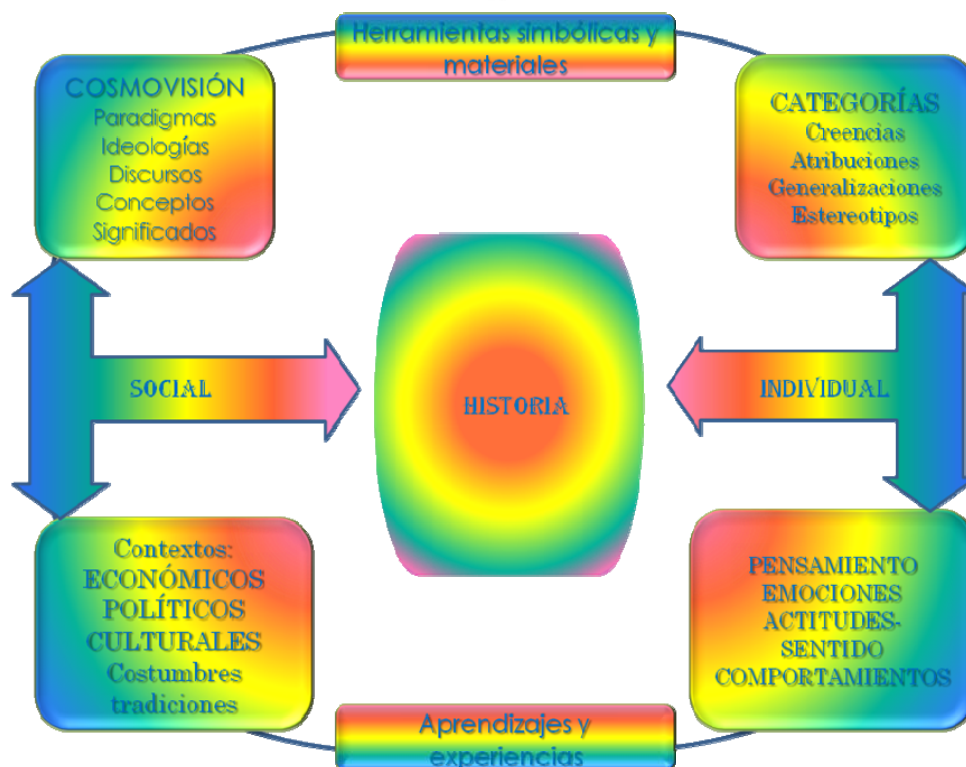 Herramientas simbólicas y
materiales
COSMOVISIÓN
Paradigmas
Ideologías
Discursos
Conceptos
Significados
CATEGORÍAS
Creencias
Atribuciones
Generalizaciones
Estereotipos
SOCIAL
HISTORIA
INDIVIDUAL
Contextos:
ECONÓMICOS
POLÍTICOS
CULTURALES
Costumbres
tradiciones
PENSAMIENTO
EMOCIONES
ACTITUDES-
SENTIDO
COMPORTAMIENTOS
Aprendizajes y
experiencias